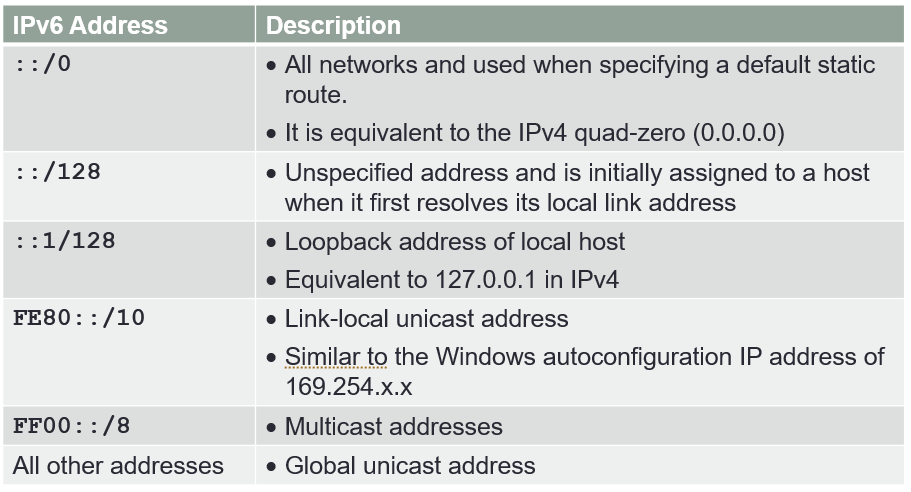 IPv6 Address
Description
::/0
• All networks and used when specifying a default static
route.
• It is equivalent to the IPv4 quad-zero (0.0.0.0)
::/128
• Unspecified address and is initially assigned to a host
when it first resolves its local link address
::1/128
• Loopback address of local host
• Equivalent to 127.0.0.1 in IPv4
FE80::/10
• Link-local unicast address
• Similar to the Windows autoconfiguration IP address of
169.254.x.x
FF00::/8
• Multicast addresses
All other addresses
• Global unicast address